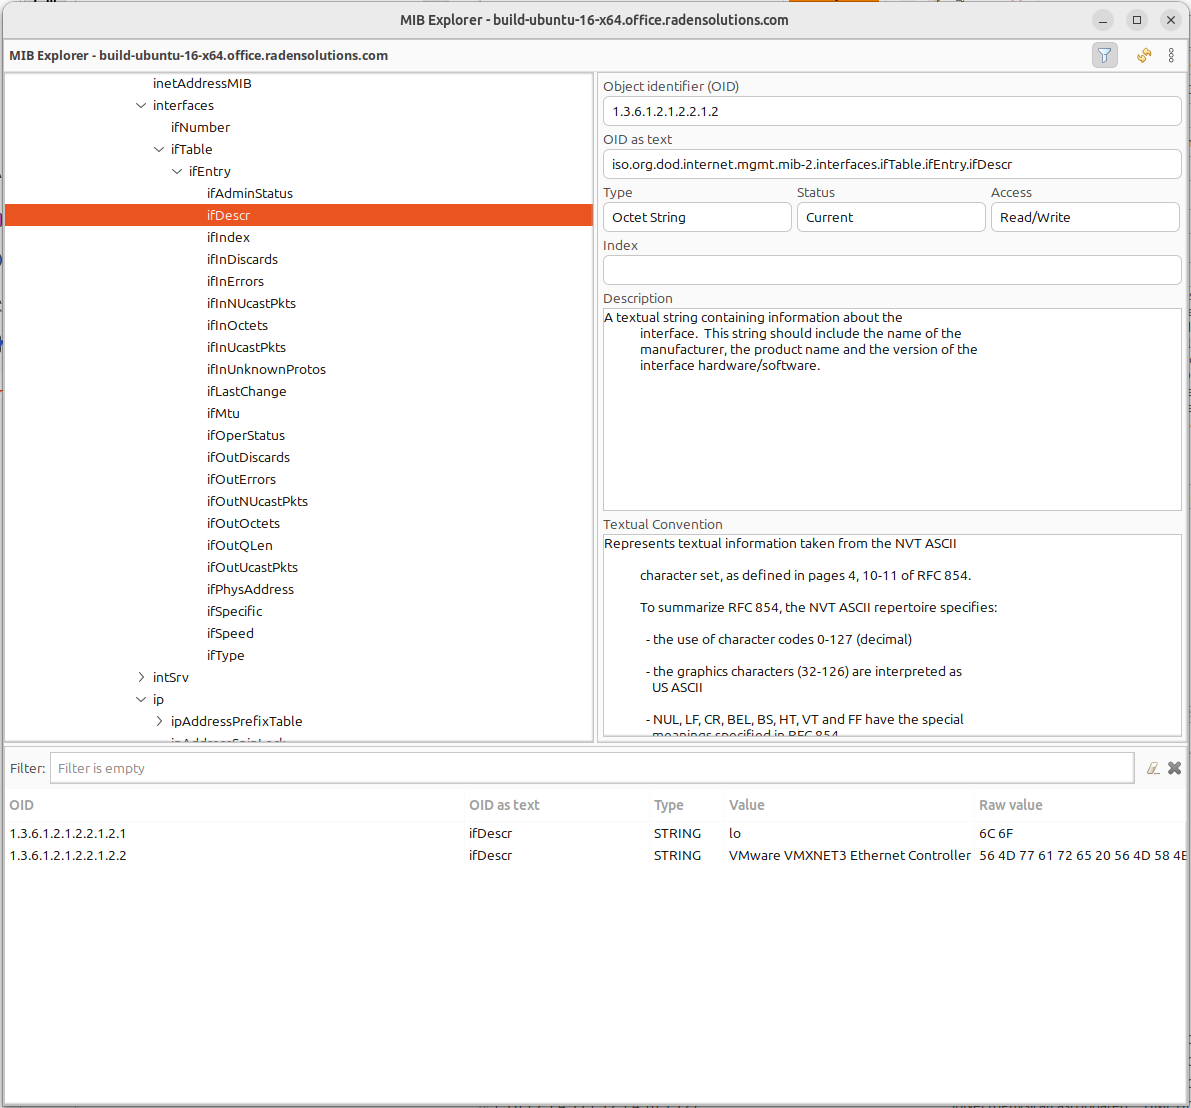 MIB Explorer - build-ubuntu-16-x64.office.radensolutions.com
MIB Explorer - build-ubuntu-16-x64.office.radensolutions.com
inetAddressMIB
interfaces
ifNumber
ifTable
ifEntry
ifAdminStatus
ifDescr
ifIndex
ifInDiscards
ifInErrors
ifInNUcastPkts
ifInOctets
ifInUcastPkts
ifInUnknownProtos
ifLastChange
ifMtu
ifOperStatus
ifOutDiscards
ifOutErrors
ifOutNUcastPkts
ifOutOctets
ifOutQLen
ifOutUcastPkts
ifPhysAddress
ifSpecific
ifSpeed
ifType
intSrv
ip
ipAddressPrefixTable
Object identifier (OID)
1.3.6.1.2.1.2.2.1.2
OID as text
iso.org.dod.internet.mgmt.mib-2.interfaces.ifTable.ifEntry.ifDescr
Type Status Access
Octet String Current Read/Write
Index
Description
A textual string containing information about the
interface. This string should include the name of the
manufacturer, the product name and the version of the
interface hardware/software.
Textual Convention
Represents textual information taken from the NVT ASCII
character set, as defined in pages 4, 10-11 of RFC 854.
To summarize RFC 854, the NVT ASCII repertoire specifies:
- the use of character codes 0-127 (decimal)
- the graphics characters (32-126) are interpreted as
US ASCII
- NUL, LF, CR, BEL, BS, HT, VT and FF have the special
meanings specified in RFC 854
Filter: Filter is empty
OID OID as text Type Value Raw value
1.3.6.1.2.1.2.2.1.2.1 ifDescr STRING lo 6C 6F
1.3.6.1.2.1.2.2.1.2.2 ifDescr STRING VMware VMXNET3 Ethernet Controller 56 4D 77 61 72 65 20 56 4D 58 4E